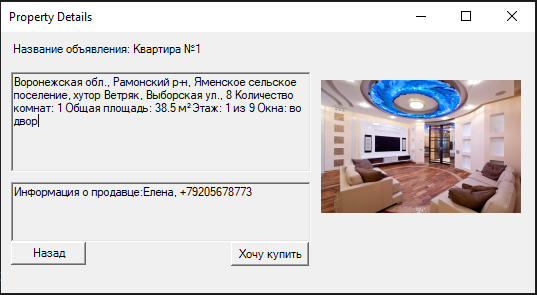 Property Details
Название объявления: Квартира №1
Воронежская обл., Рамонский р-н, Яменское сельское
поселение, хутор Ветряк, Выборская ул., 8 Количество
комнат: 1 Общая площадь: 38.5 м² Этаж: 1 из 9 Окна: во
двор
Информация о продавце:Елена, +79205678773
Назад
Хочу купить